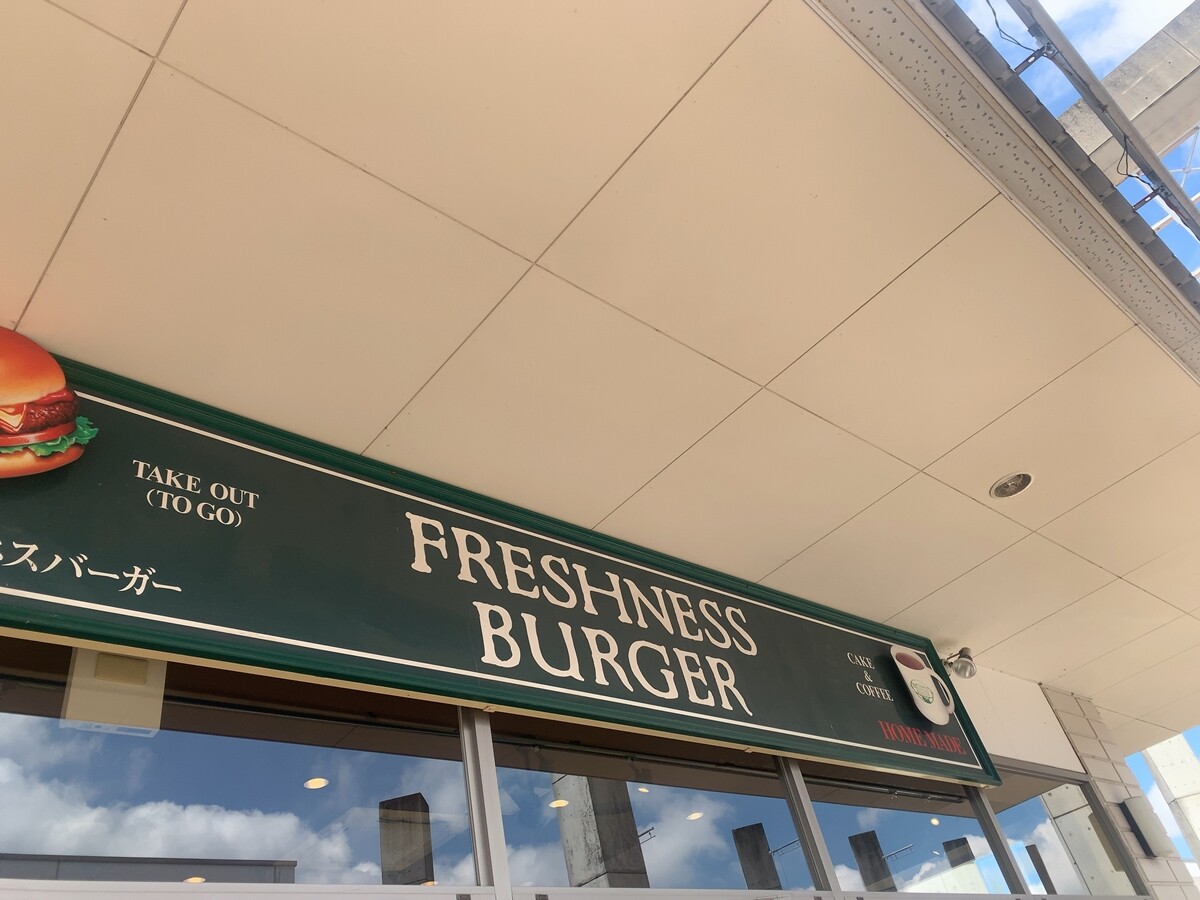 TAKE OUT
(TO GO)
スバーガー
FRESHNESS
BURGER
CAKE
&
COFFEE
HOME MADE